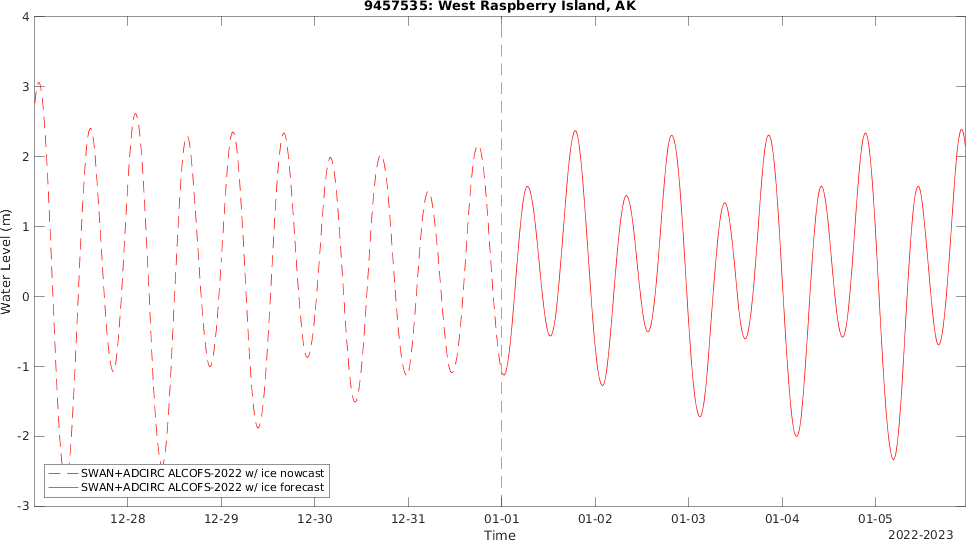 9457535: West Raspberry Island, AK
4
3
2
1
0
-1
-2
-3
Water Level (m)
SWAN+ADCIRC ALCOFS-2022 w/ ice nowcast
SWAN+ADCIRC ALCOFS-2022 w/ ice forecast
12-28 12-29 12-30 12-31 01-01 01-02 01-03 01-04 01-05
Time
2022-2023